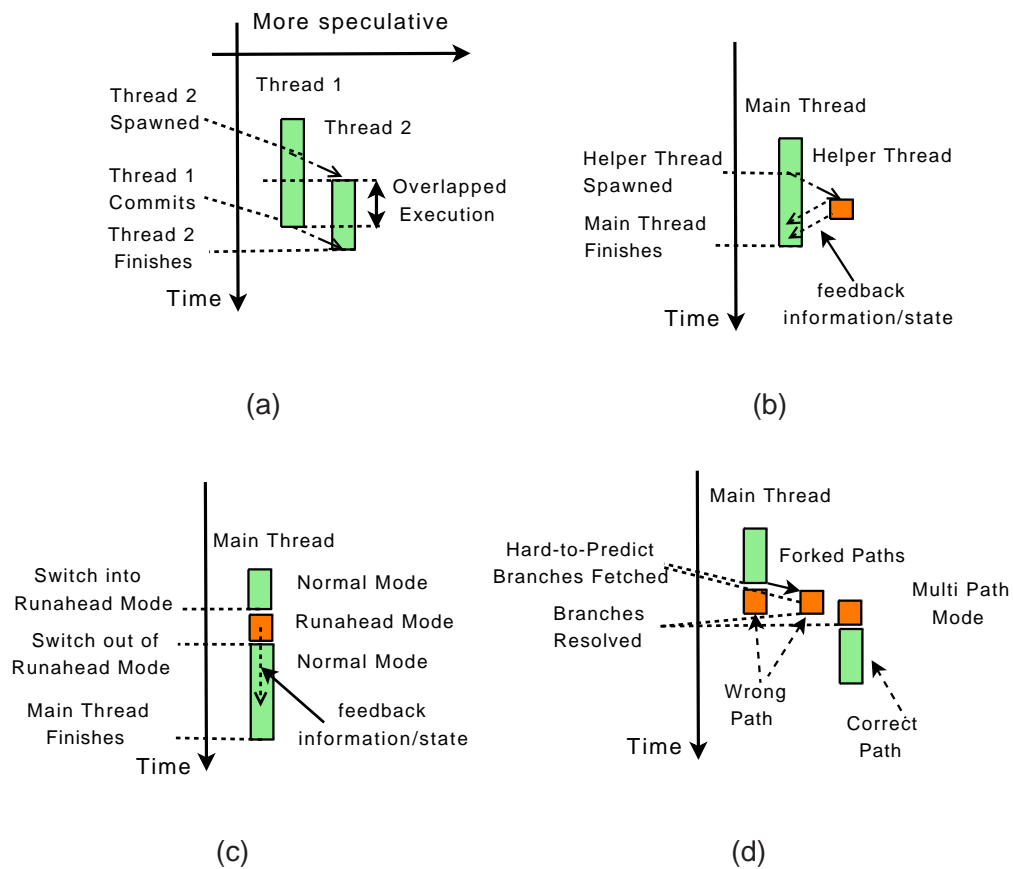 More speculative
Thread 1
Thread 2
Spawned
Thread 2
Thread 1
Commits
Overlapped
Execution
Thread 2
Finishes
Time
(a)
Main Thread
Helper Thread
Spawned
Helper Thread
Main Thread
Finishes
feedback
information/state
Time
(b)
Main Thread
Switch into
Runahead Mode
Normal Mode
Runahead Mode
Switch out of
Runahead Mode
Normal Mode
Main Thread
Finishes
feedback
information/state
Time
(c)
Main Thread
Hard-to-Predict
Branches Fetched
Forked Paths
Multi Path
Mode
Branches
Resolved
Wrong
Path
Correct
Path
Time
(d)